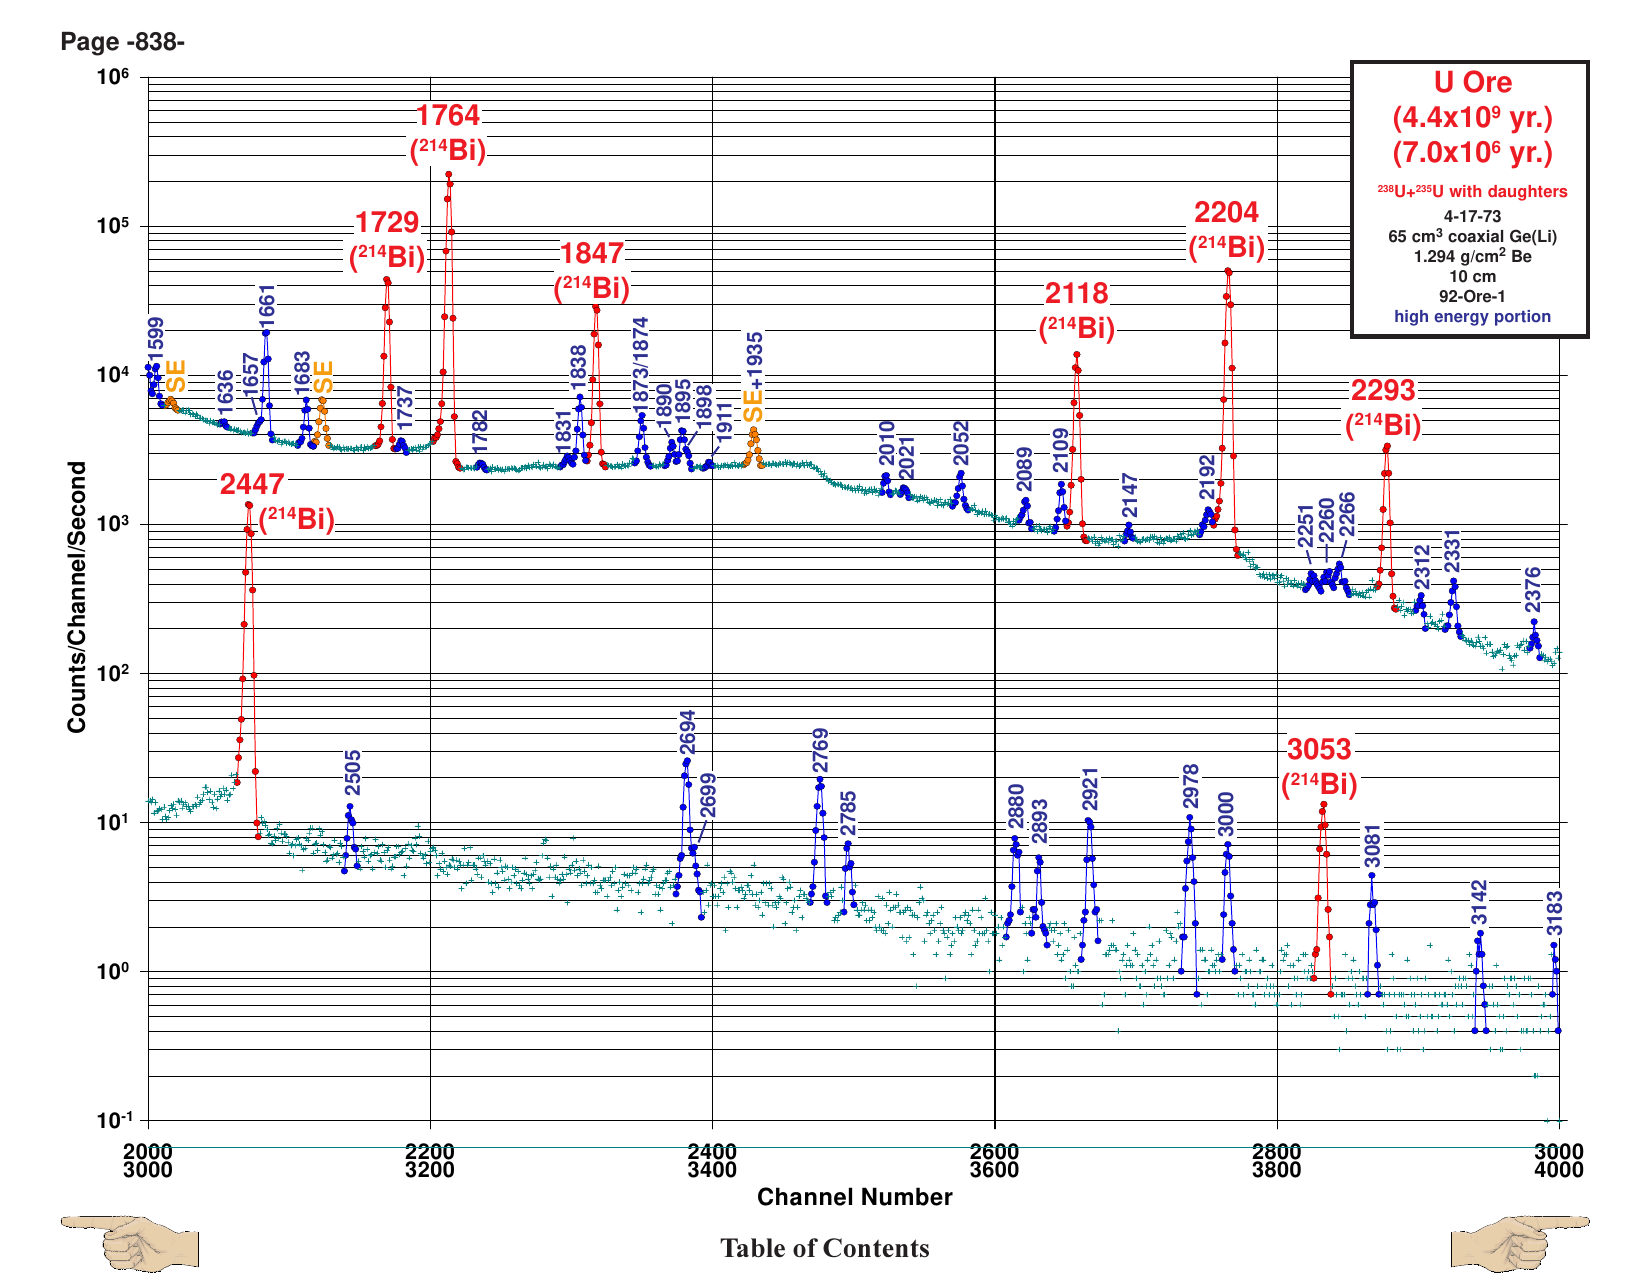 Page -838-
U Ore
(4.4x10⁹ yr.)
(7.0x10⁶ yr.)
²³⁸U+²³⁵U with daughters
4-17-73
65 cm³ coaxial Ge(Li)
1.294 g/cm² Be
10 cm
92-Ore-1
high energy portion
10⁶
10⁵
10⁴
10³
10²
10¹
10⁰
10⁻¹
Counts/Channel/Second
1599
SE
1636
1657
1661
1683
SE
1729
(²¹⁴Bi)
1737
1764
(²¹⁴Bi)
1782
1831
1838
1847
(²¹⁴Bi)
1873/1874
1890
1895
1898
1911
SE+1935
2010
2021
2052
2089
2109
2118
(²¹⁴Bi)
2147
2192
2204
(²¹⁴Bi)
2251
2260
2266
2293
(²¹⁴Bi)
2312
2331
2376
2447
(²¹⁴Bi)
2505
2694
2699
2769
2785
2880
2893
2921
2978
3000
3053
(²¹⁴Bi)
3081
3142
3183
2000 2200 2400 2600 2800 3000
3000 3200 3400 3600 3800 4000
Channel Number
Table of Contents